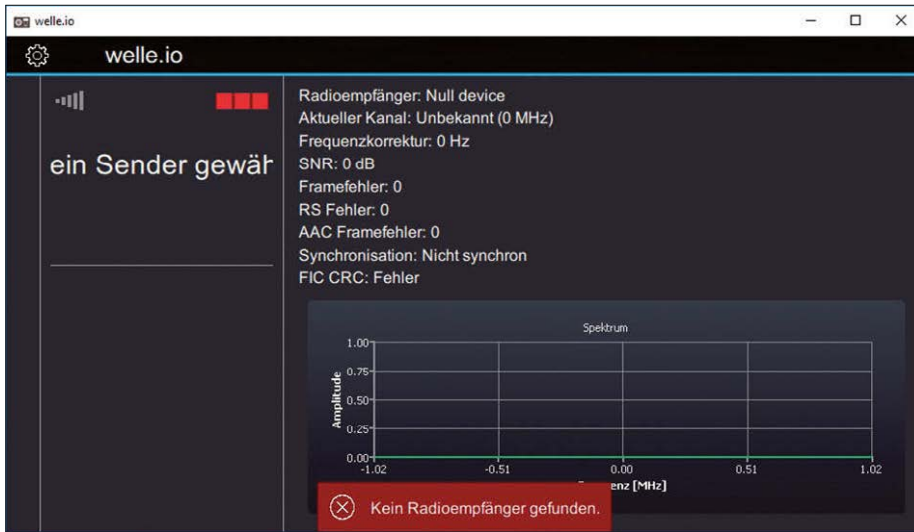 welle.io
welle.io
ein Sender gewäh
Radioempfänger: Null device
Aktueller Kanal: Unbekannt (0 MHz)
Frequenzkorrektur: 0 Hz
SNR: 0 dB
Framefehler: 0
RS Fehler: 0
AAC Framefehler: 0
Synchronisation: Nicht synchron
FIC CRC: Fehler
Spektrum
Amplitude
1.00
0.75
0.50
0.25
0.00
-1.02 -0.51 0.00 0.51 1.02
enz [MHz]
Kein Radioempfänger gefunden.